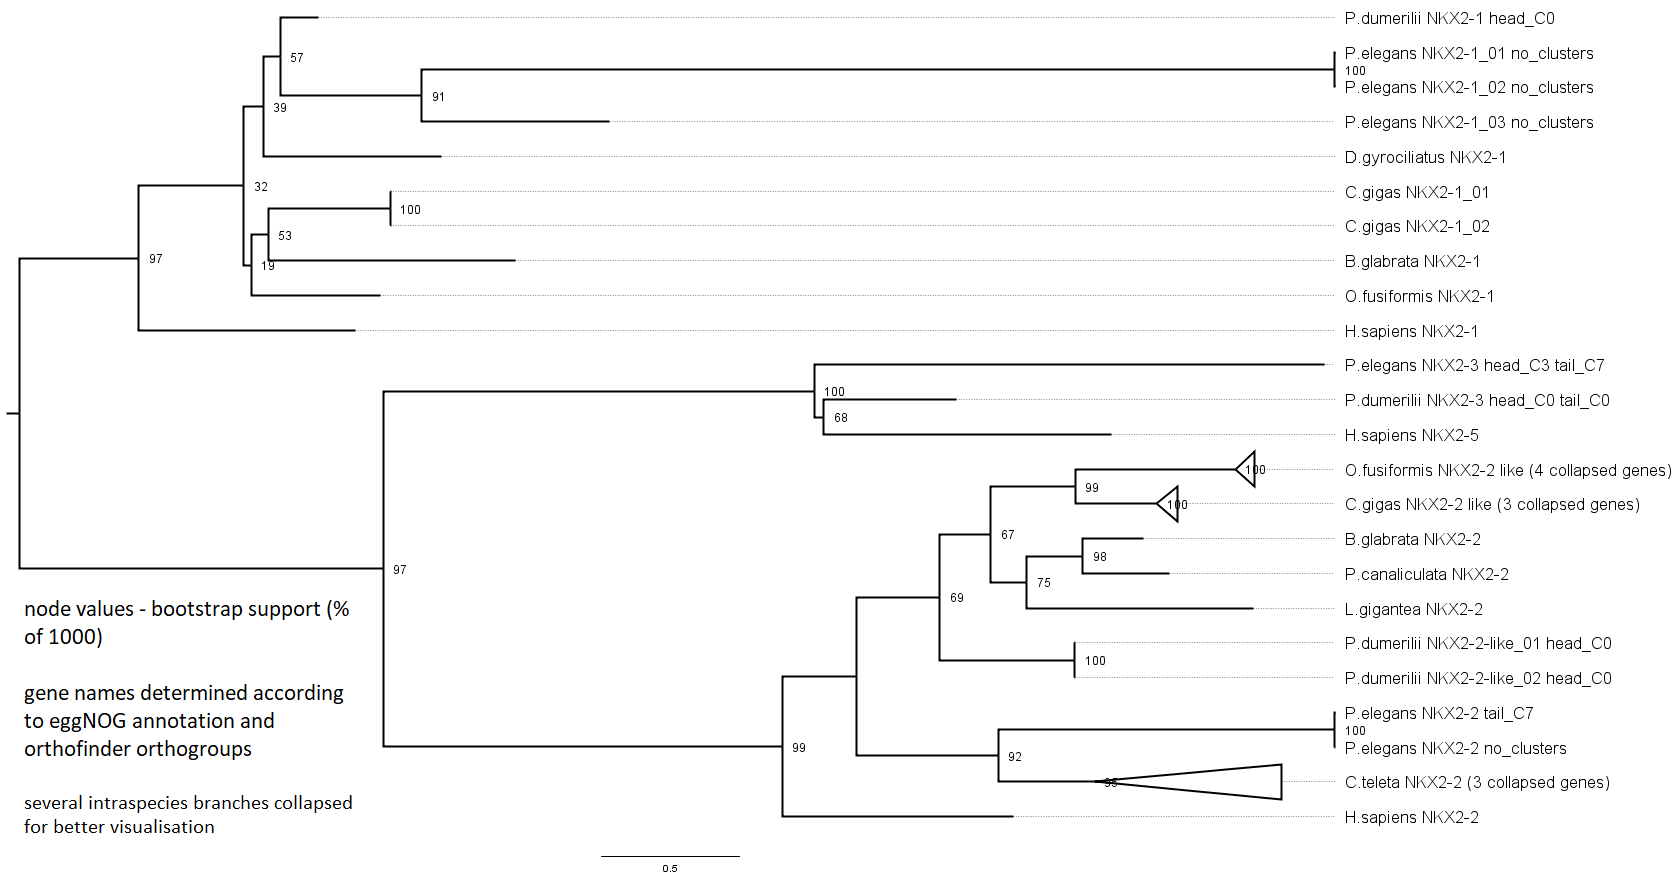 P.dumerilii NKX2-1 head_C0
57
P.elegans NKX2-1_01 no_clusters
100
P.elegans NKX2-1_02 no_clusters
91
39
P.elegans NKX2-1_03 no_clusters
D.gyrociliatus NKX2-1
32
C.gigas NKX2-1_01
100
C.gigas NKX2-1_02
53
97
19
B.glabrata NKX2-1
O.fusiformis NKX2-1
H.sapiens NKX2-1
P.elegans NKX2-3 head_C3 tail_C7
100
P.dumerilii NKX2-3 head_C0 tail_C0
68
H.sapiens NKX2-5
100
O.fusiformis NKX2-2 like (4 collapsed genes)
99
100
C.gigas NKX2-2 like (3 collapsed genes)
67
B.glabrata NKX2-2
98
P.canaliculata NKX2-2
75
97
69
L.gigantea NKX2-2
P.dumerilii NKX2-2-like_01 head_C0
100
P.dumerilii NKX2-2-like_02 head_C0
P.elegans NKX2-2 tail_C7
100
P.elegans NKX2-2 no_clusters
99
92
95
C.teleta NKX2-2 (3 collapsed genes)
H.sapiens NKX2-2
node values - bootstrap support (%
of 1000)
gene names determined according
to eggNOG annotation and
orthofinder orthogroups
several intraspecies branches collapsed
for better visualisation
0.5